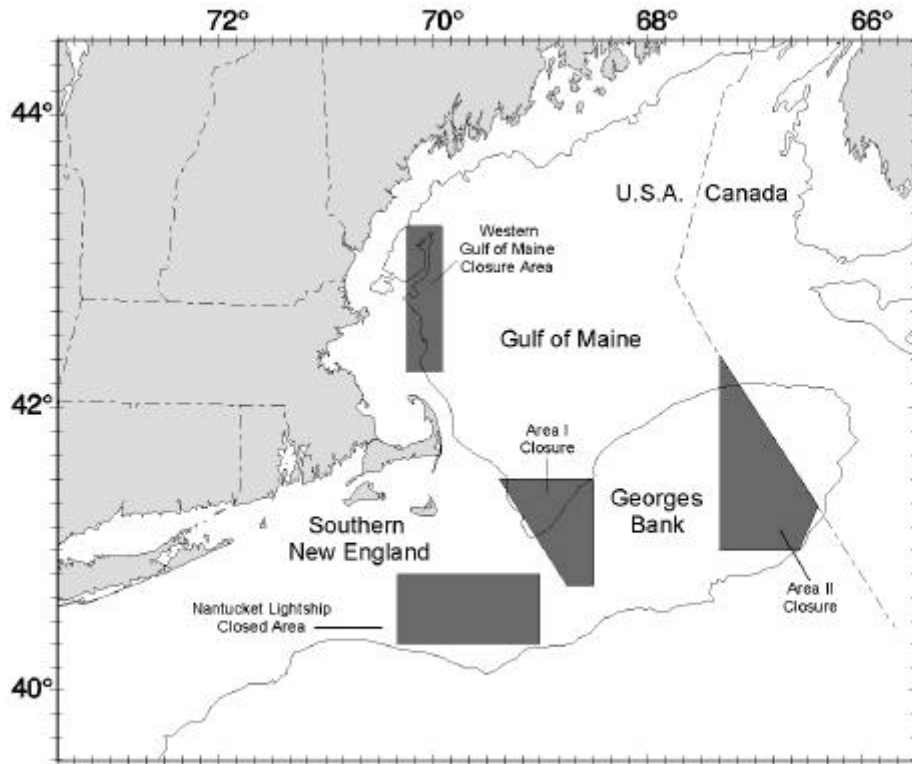 72° 70° 68° 66°
44°
U.S.A. Canada
Western
Gulf of Maine
Closure Area
Gulf of Maine
42°
Area I
Closure
Georges
Bank
Southern
New England
Area II
Closure
Nantucket Lightship
Closed Area
40°